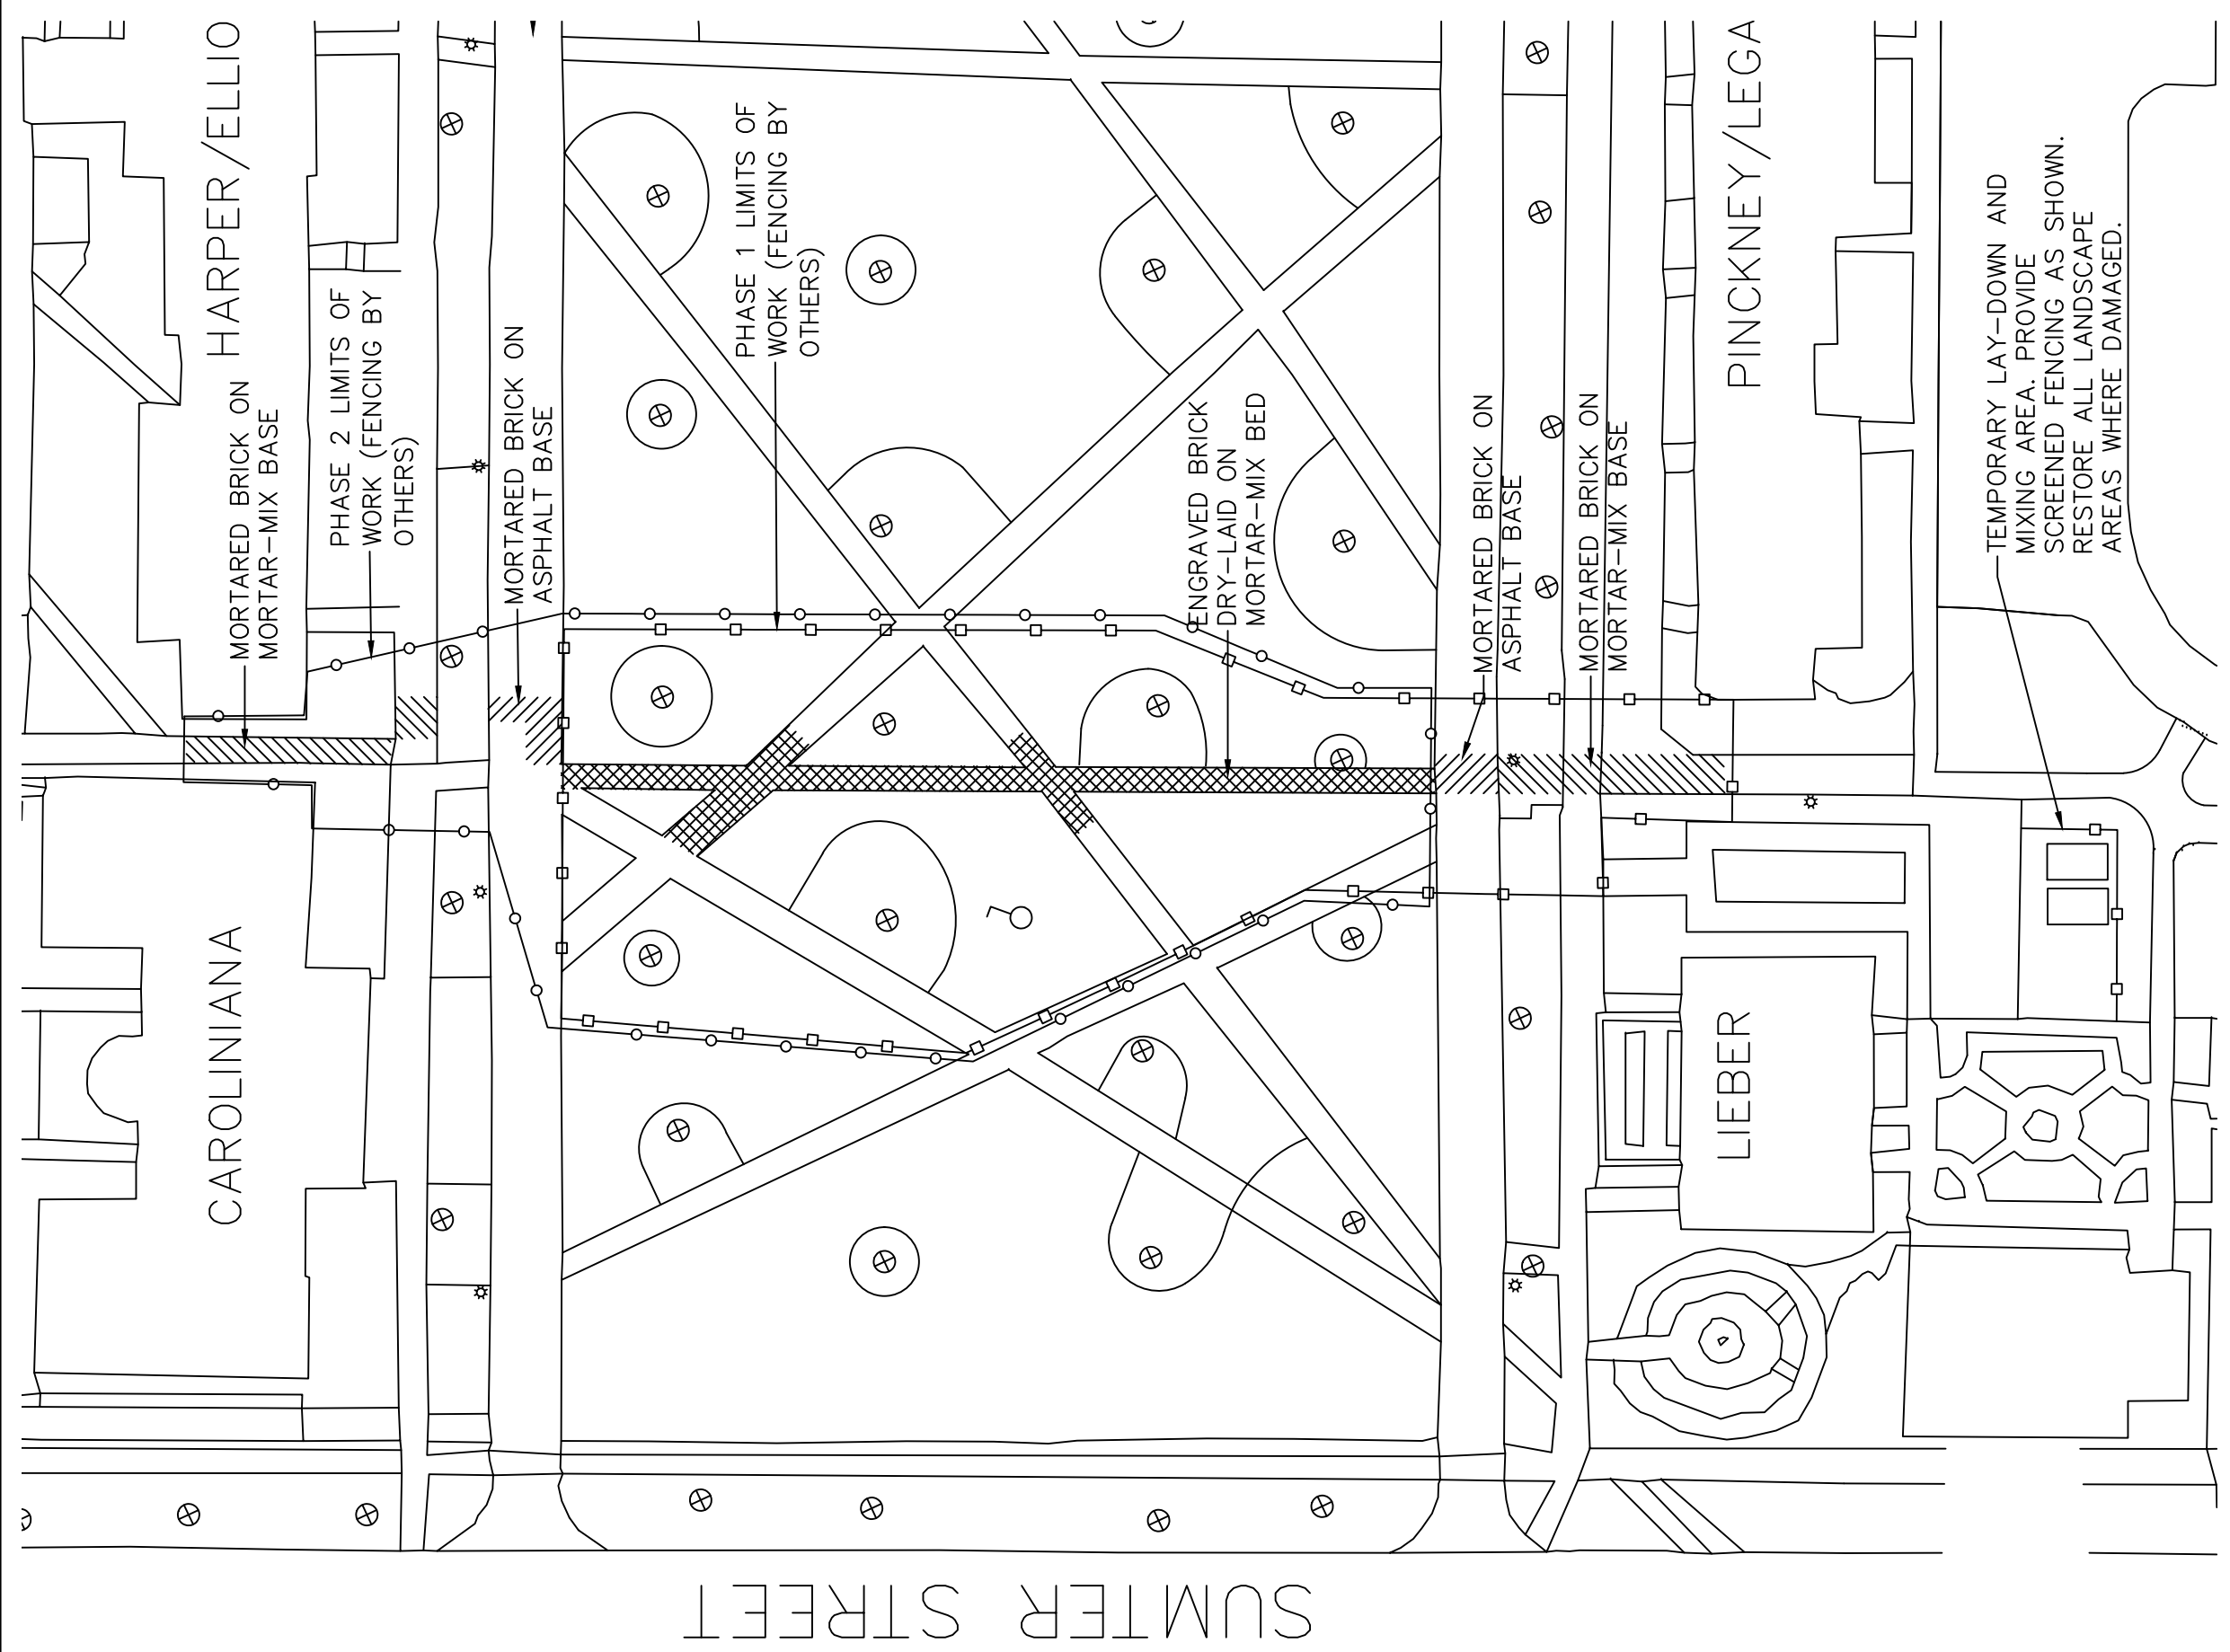 HARPER/ELLIO
MORTARED BRICK ON
MORTAR-MIX BASE
PHASE 2 LIMITS OF
WORK (FENCING BY
OTHERS)
MORTARED BRICK ON
ASPHALT BASE
PHASE 1 LIMITS OF
WORK (FENCING BY
OTHERS)
ENGRAVED BRICK
DRY-LAID ON
MORTAR-MIX BED
MORTARED BRICK ON
ASPHALT BASE
MORTARED BRICK ON
MORTAR-MIX BASE
PINCKNEY/LEGA
TEMPORARY LAY-DOWN AND
MIXING AREA. PROVIDE
SCREENED FENCING AS SHOWN.
RESTORE ALL LANDSCAPE
AREAS WHERE DAMAGED.
CAROLINIANA
LIEBER
SUMTER STREET